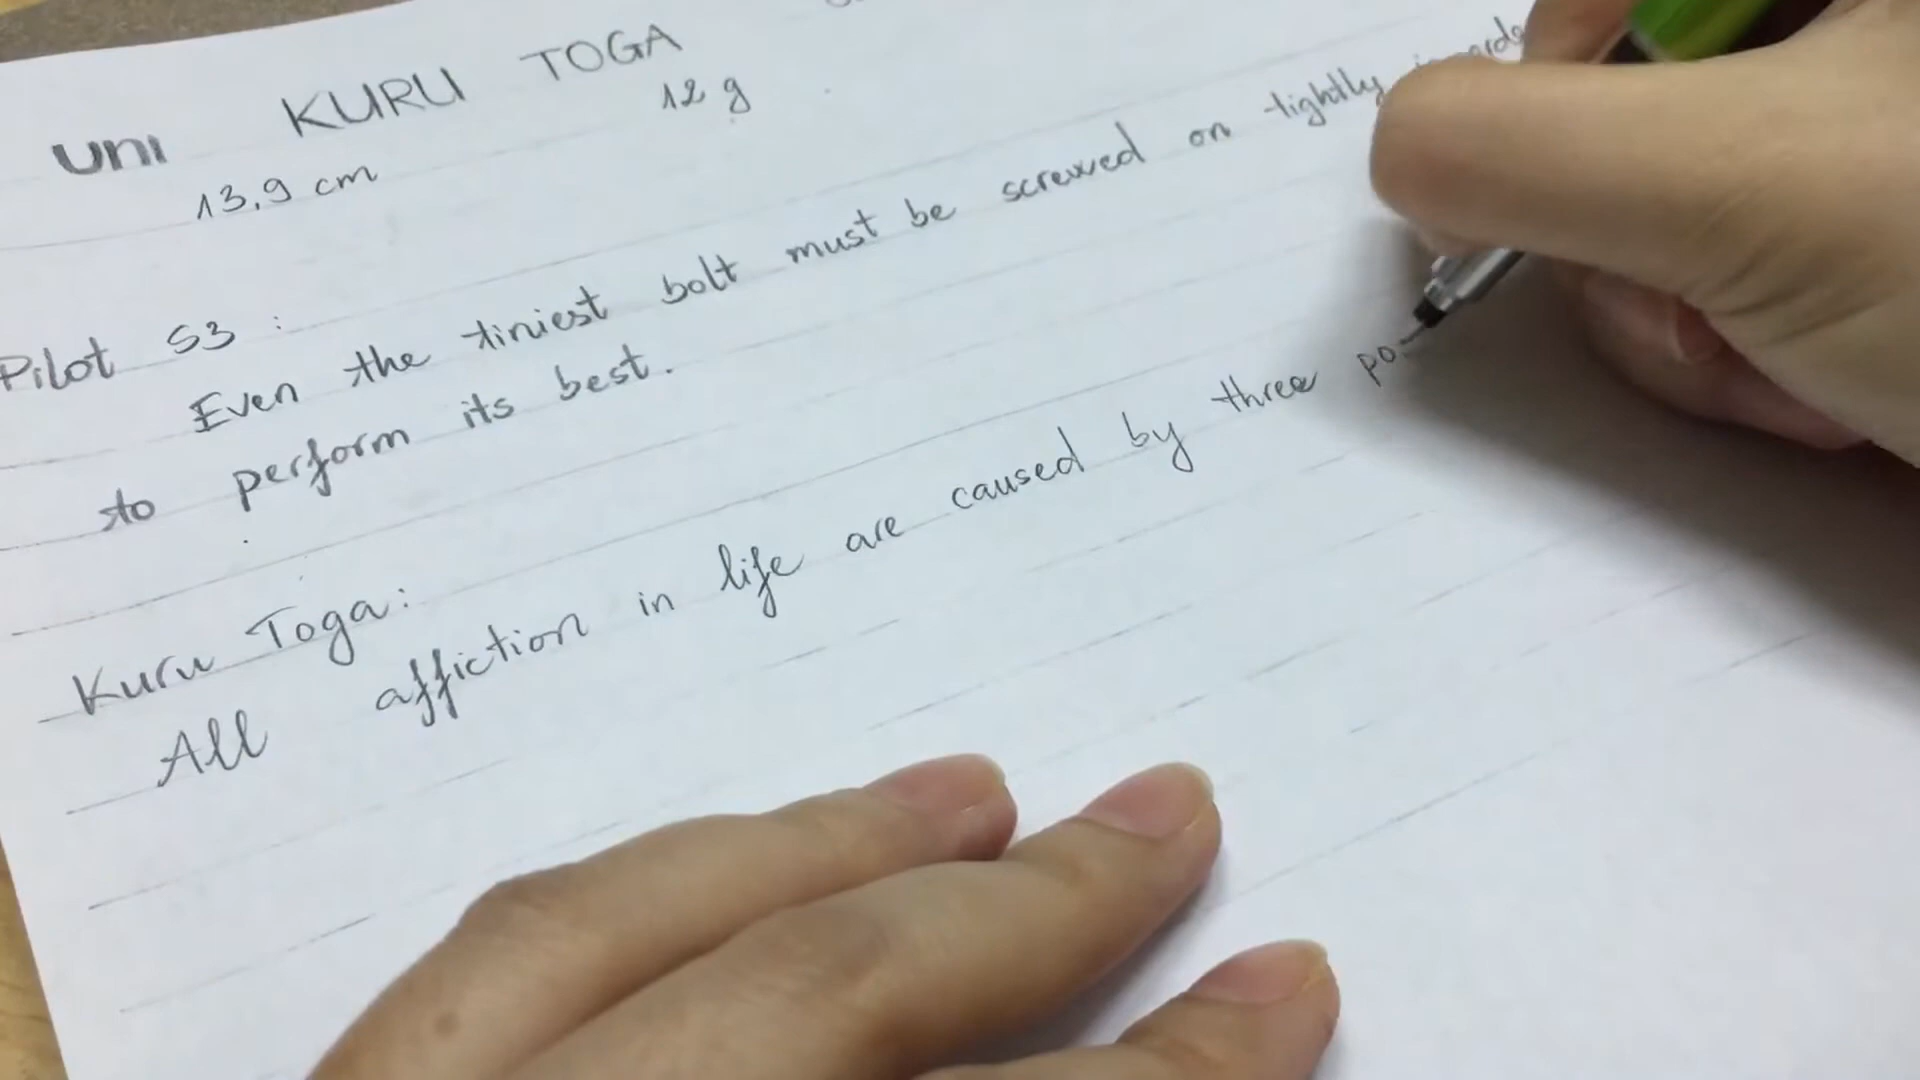 uni KURU TOGA
13,9 cm 12 g
Pilot S3 :
Even the tiniest bolt must be screwed on tightly
to perform its best.
Kuru Toga:
All affiction in life are caused by three